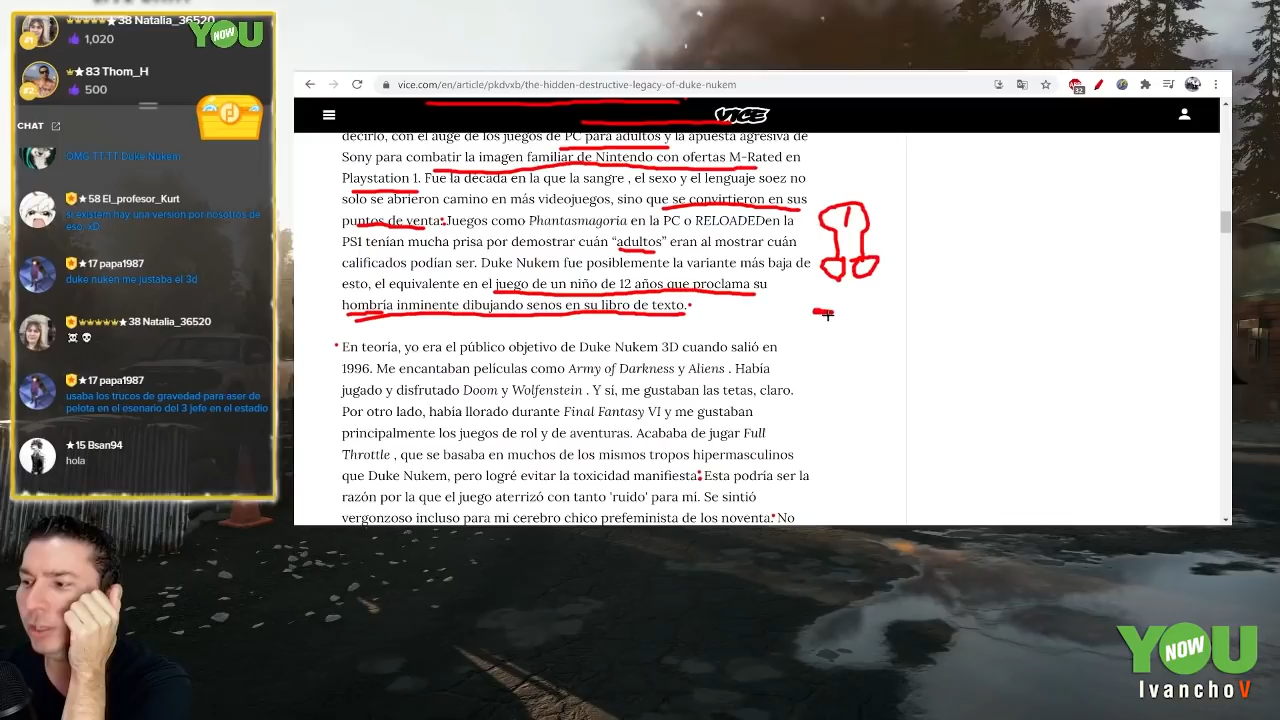 38 Natalia_36520
YOU NOW
1,020
83 Thom_H
500
CHAT
OMG TT-TT Duke Nukem
58 El_profesor_Kurt
si existem hay una version por nosotros de
esc. xD
17 papa1987
duke nuken me justaba el 3d
38 Natalia_36520
17 papa1987
usaba los trucos de gravedad para aser de
pelota en el esenario del 3 jefe en el estadio
15 Bsan94
hola
vice.com/en/article/pkdvxb/the-hidden-destructive-legacy-of-duke-nukem
32
VICE
decirlo, con el auge de los juegos de PC para adultos y la apuesta agresiva de
Sony para combatir la imagen familiar de Nintendo con ofertas M-Rated en
Playstation 1. Fue la década en la que la sangre , el sexo y el lenguaje soez no
solo se abrieron camino en más videojuegos, sino que se convirtieron en sus
puntos de venta. Juegos como Phantasmagoria en la PC o RELOADEDen la
PS1 tenían mucha prisa por demostrar cuán “adultos” eran al mostrar cuán
calificados podían ser. Duke Nukem fue posiblemente la variante más baja de
esto, el equivalente en el juego de un niño de 12 años que proclama su
hombría inminente dibujando senos en su libro de texto.
En teoría, yo era el público objetivo de Duke Nukem 3D cuando salió en
1996. Me encantaban películas como Army of Darkness y Aliens . Había
jugado y disfrutado Doom y Wolfenstein . Y sí, me gustaban las tetas, claro.
Por otro lado, había llorado durante Final Fantasy VI y me gustaban
principalmente los juegos de rol y de aventuras. Acababa de jugar Full
Throttle , que se basaba en muchos de los mismos tropos hipermasculinos
que Duke Nukem, pero logré evitar la toxicidad manifiesta. Esta podría ser la
razón por la que el juego aterrizó con tanto 'ruido' para mí. Se sintió
vergonzoso incluso para mi cerebro chico prefeminista de los noventa. No
YOU NOW
IvanchoV